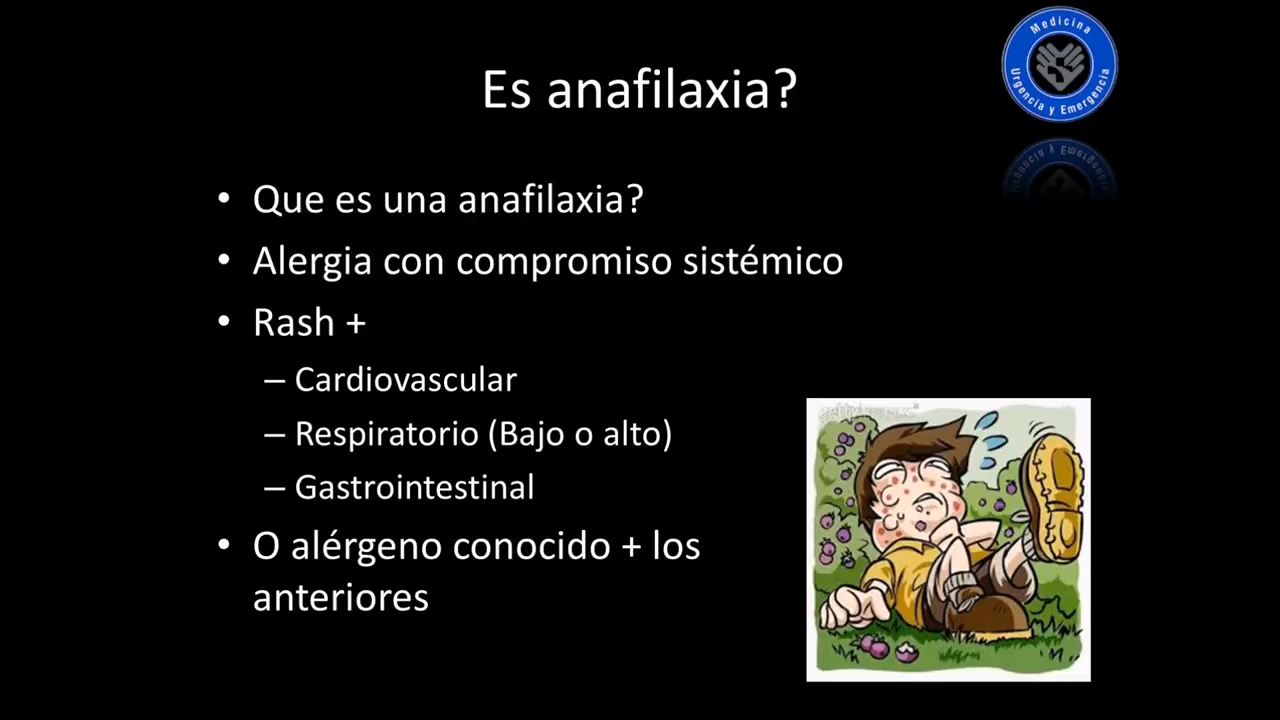 Medicina
Urgencia y Emergencia
Es anafilaxia?
• Que es una anafilaxia?
• Alergia con compromiso sistémico
• Rash +
– Cardiovascular
– Respiratorio (Bajo o alto)
– Gastrointestinal
• O alérgeno conocido + los
anteriores